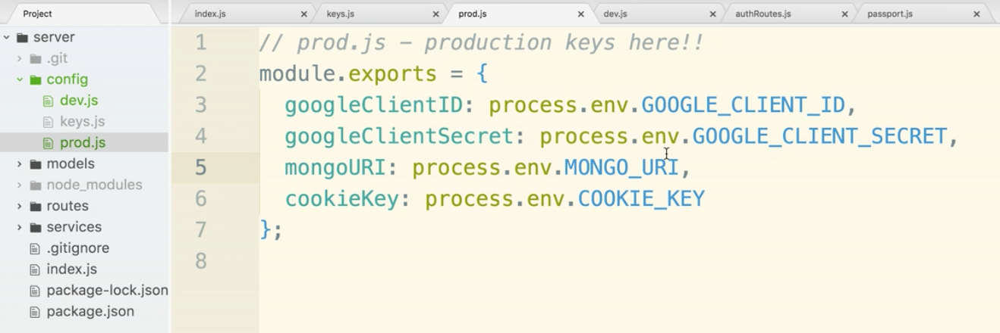 Project
index.js
keys.js
prod.js
dev.js
authRoutes.js
passport.js
server
.git
config
dev.js
keys.js
prod.js
models
node_modules
routes
services
.gitignore
index.js
package-lock.json
package.json
1 // prod.js - production keys here!!
2 module.exports = {
3 googleClientID: process.env.GOOGLE_CLIENT_ID,
4 googleClientSecret: process.env.GOOGLE_CLIENT_SECRET,
5 mongoURI: process.env.MONGO_URI,
6 cookieKey: process.env.COOKIE_KEY
7 };
8